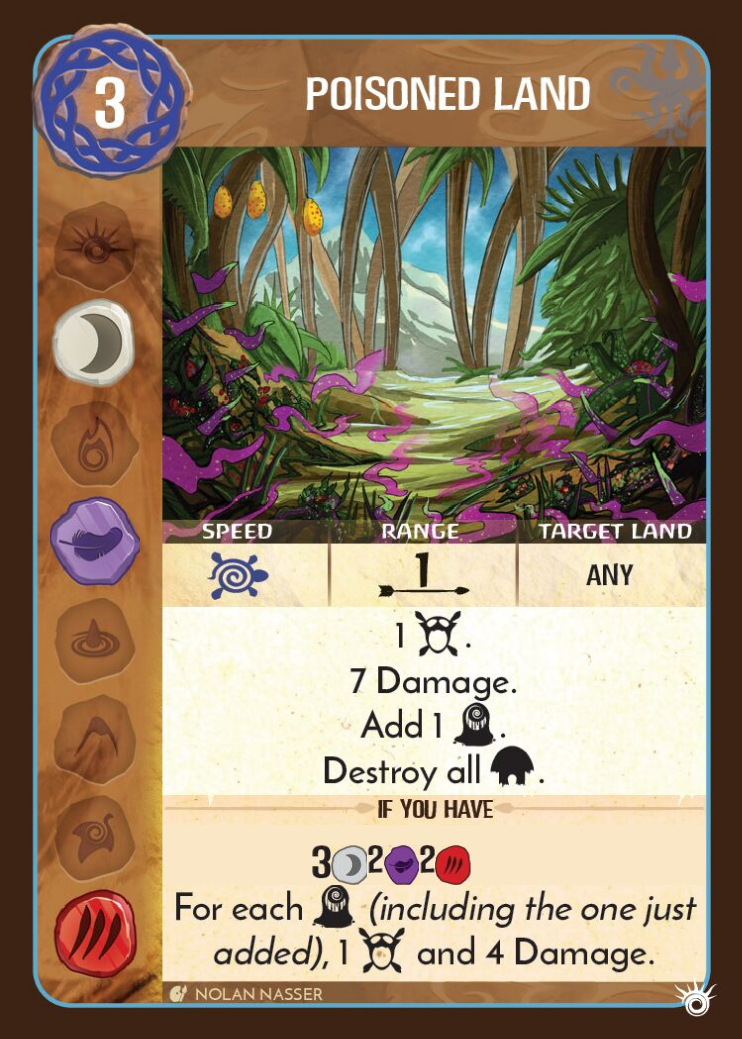 3
POISONED LAND
SPEED RANGE TARGET LAND
1 ANY
1 .
7 Damage.
Add 1 .
Destroy all .
IF YOU HAVE
3 2 2
For each (including the one just
added), 1 and 4 Damage.
NOLAN NASSER